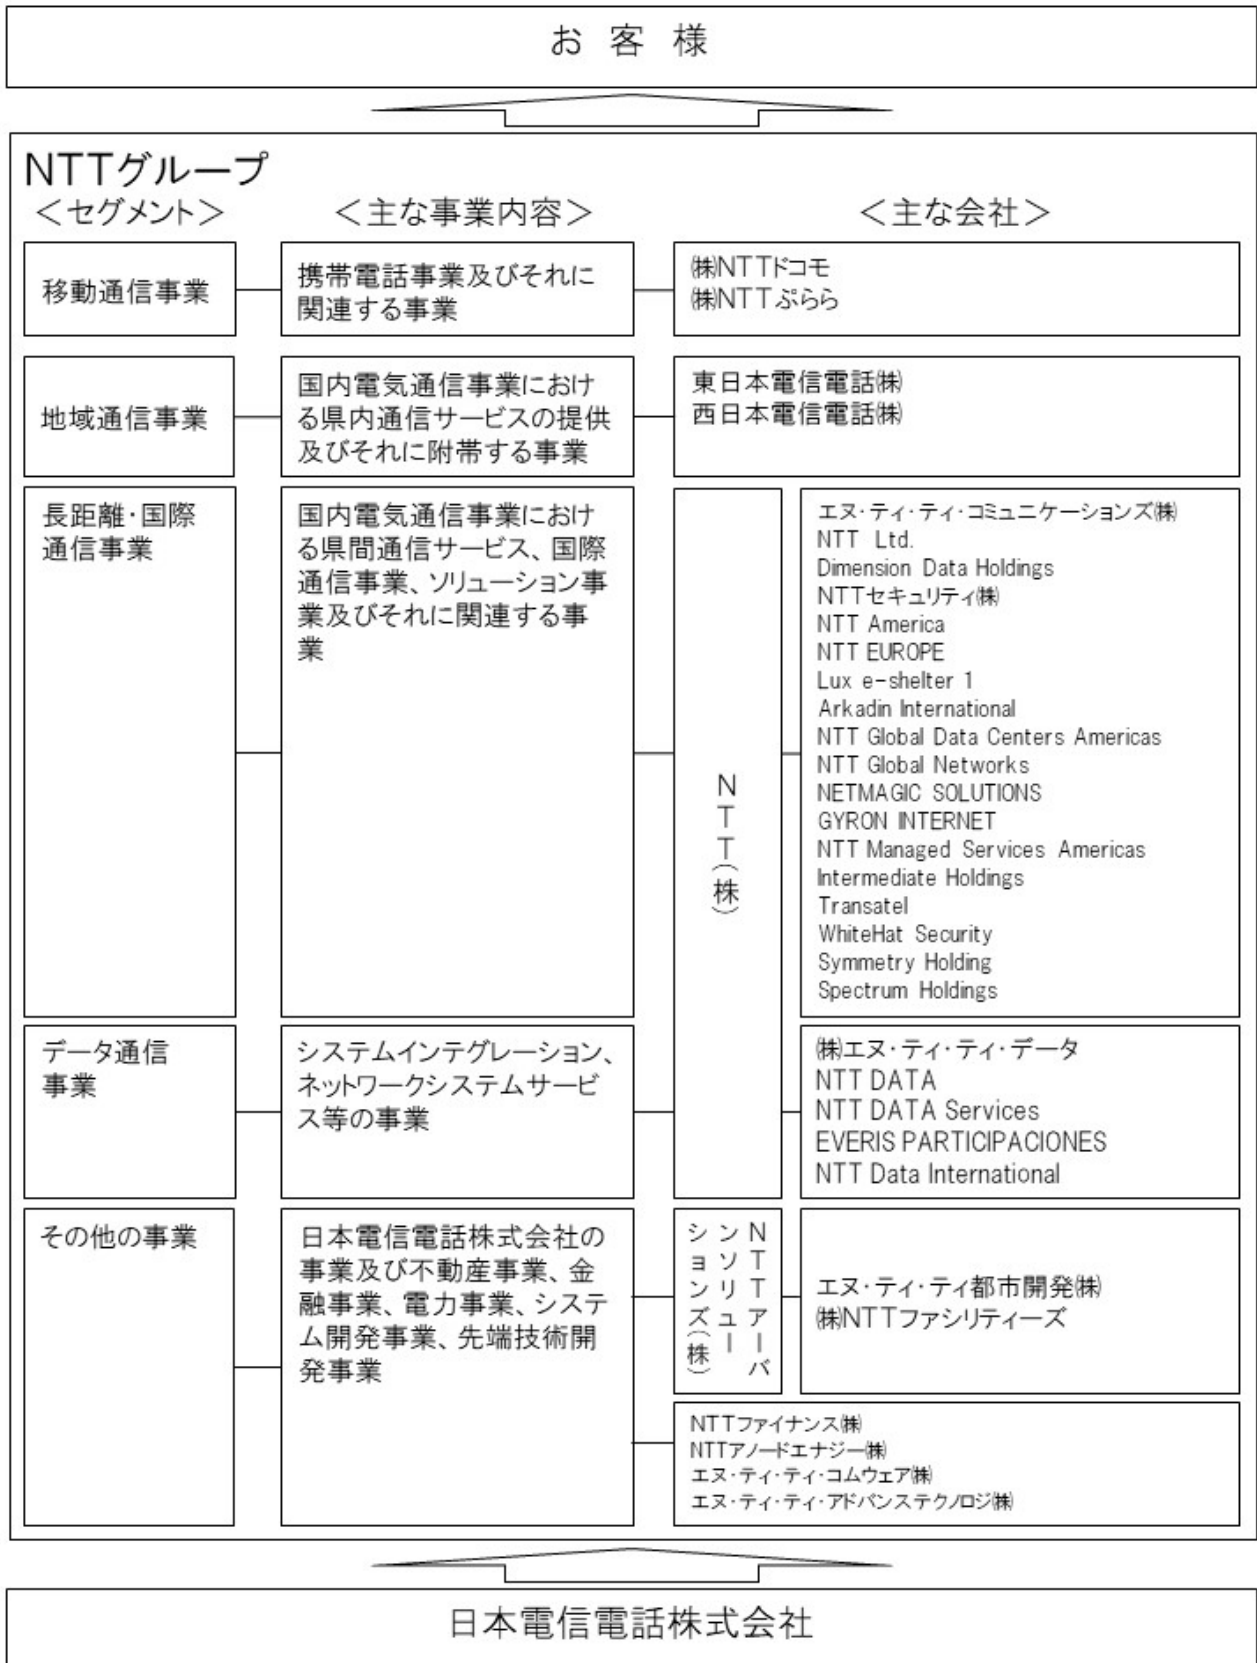 お 客 様
NTTグループ
＜セグメント＞
＜主な事業内容＞
＜主な会社＞
移動通信事業
携帯電話事業及びそれに
関連する事業
㈱NTTドコモ
㈱NTTぷらら
地域通信事業
国内電気通信事業におけ
る県内通信サービスの提供
及びそれに附帯する事業
東日本電信電話㈱
西日本電信電話㈱
長距離・国際
通信事業
国内電気通信事業におけ
る県間通信サービス、国際
通信事業、ソリューション事
業及びそれに関連する事
業
NTT(株)
エヌ・ティ・ティ・コミュニケーションズ㈱
NTT Ltd.
Dimension Data Holdings
NTTセキュリティ㈱
NTT America
NTT EUROPE
Lux e-shelter 1
Arkadin International
NTT Global Data Centers Americas
NTT Global Networks
NETMAGIC SOLUTIONS
GYRON INTERNET
NTT Managed Services Americas
Intermediate Holdings
Transatel
WhiteHat Security
Symmetry Holding
Spectrum Holdings
データ通信
事業
システムインテグレーション、
ネットワークシステムサービ
ス等の事業
㈱エヌ・ティ・ティ・データ
NTT DATA
NTT DATA Services
EVERIS PARTICIPACIONES
NTT Data International
その他の事業
日本電信電話株式会社の
事業及び不動産事業、金
融事業、電力事業、システ
ム開発事業、先端技術開
発事業
NTTアーバ
ンソリュー
ションズ(株)
エヌ・ティ・ティ都市開発㈱
㈱NTTファシリティーズ
NTTファイナンス㈱
NTTアノードエナジー㈱
エヌ・ティ・ティ・コムウェア㈱
エヌ・ティ・ティ・アドバンステクノロジ㈱
日本電信電話株式会社